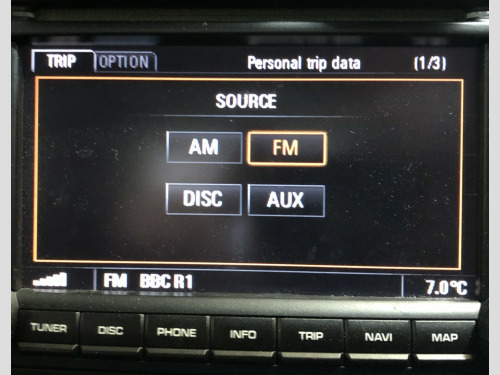 TRIP OPTION Personal trip data (1/3)
SOURCE
AM FM
DISC AUX
FM BBC R1 7.0°C
TUNER DISC PHONE INFO TRIP NAVI MAP